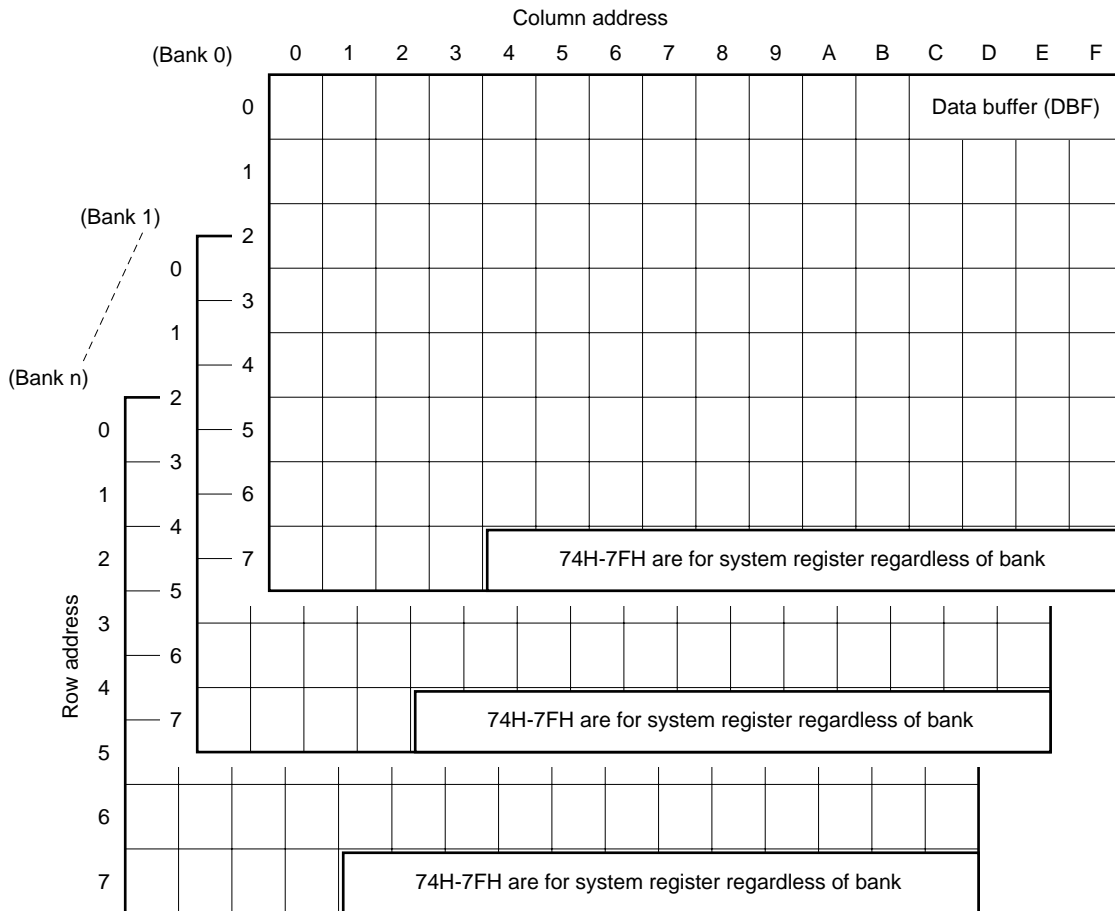 Column address
(Bank 0) 0 1 2 3 4 5 6 7 8 9 A B C D E F
0 Data buffer (DBF)
1
(Bank 1)
2
0
3
1
4
(Bank n)
2
0 5
3
1 6
4
2 7 74H-7FH are for system register regardless of bank
5
3
6
Row address
4
7 74H-7FH are for system register regardless of bank
5
6
7 74H-7FH are for system register regardless of bank